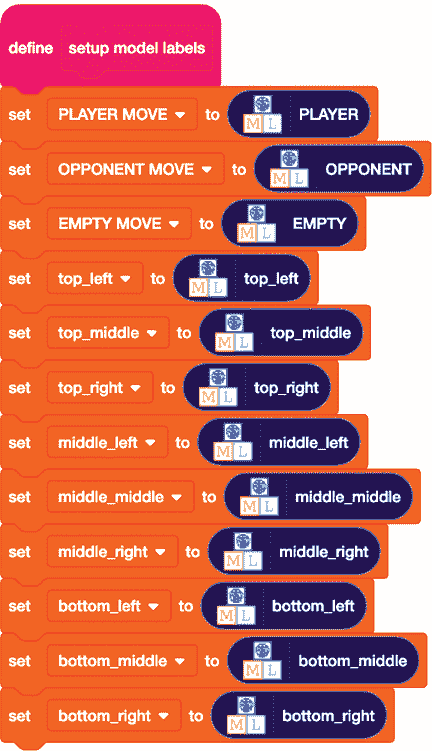 define setup model labels
set PLAYER MOVE to ML PLAYER
set OPPONENT MOVE to ML OPPONENT
set EMPTY MOVE to ML EMPTY
set top_left to ML top_left
set top_middle to ML top_middle
set top_right to ML top_right
set middle_left to ML middle_left
set middle_middle to ML middle_middle
set middle_right to ML middle_right
set bottom_left to ML bottom_left
set bottom_middle to ML bottom_middle
set bottom_right to ML bottom_right